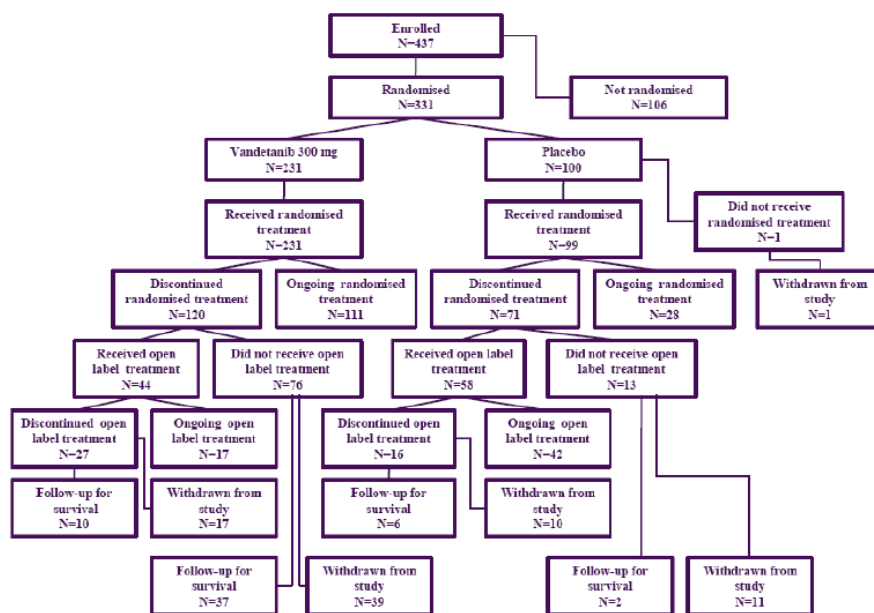 Enrolled
N=437
Randomised
N=331
Not randomised
N=106
Vandetanib 300 mg
N=231
Placebo
N=100
Did not receive
randomised treatment
N=1
Received randomised
treatment
N=231
Received randomised
treatment
N=99
Withdrawn from
study
N=1
Discontinued
randomised treatment
N=120
Ongoing randomised
treatment
N=111
Discontinued
randomised treatment
N=71
Ongoing randomised
treatment
N=28
Received open label
treatment
N=44
Did not receive open
label treatment
N=76
Received open label
treatment
N=58
Did not receive open
label treatment
N=13
Discontinued open
label treatment
N=27
Ongoing open
label treatment
N=17
Discontinued open
label treatment
N=16
Ongoing open
label treatment
N=42
Follow-up for
survival
N=10
Withdrawn from
study
N=17
Follow-up for
survival
N=6
Withdrawn from
study
N=10
Follow-up for
survival
N=37
Withdrawn from
study
N=39
Follow-up for
survival
N=2
Withdrawn from
study
N=11